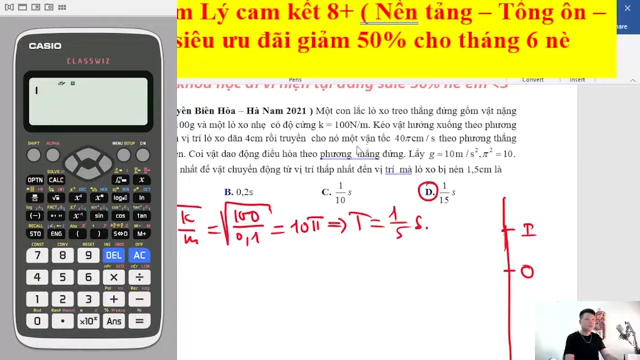 m Lý cam kết 8+ ( Nền tảng – Tổng ôn –
siêu ưu đãi giảm 50% cho tháng 6 nè
CASIO
CLASSWIZ
yên Biên Hòa – Hà Nam 2021 ) Một con lắc lò xo treo thẳng đứng gồm vật nặng
00g và một lò xo nhẹ có độ cứng k = 100N/m. Kéo vật hướng xuống theo phương
vị trí lò xo dãn 4cm rồi truyền cho nó một vận tốc 40πcm / s theo phương thẳng
ên. Coi vật dao động điều hòa theo phương thẳng đứng. Lấy g = 10m / s², π² = 10.
nhất để vật chuyển động từ vị trí thấp nhất đến vị trí mà lò xo bị nén 1,5cm là
B. 0,2s C. 1/10 s D. 1/15 s
k/m = √100/0,1 = 10π ⇒ T = 1/5 s.
I
O
7 8 9 DEL AC
4 5 6 × ÷
1 2 3 + −
0 • ×10ˣ Ans =